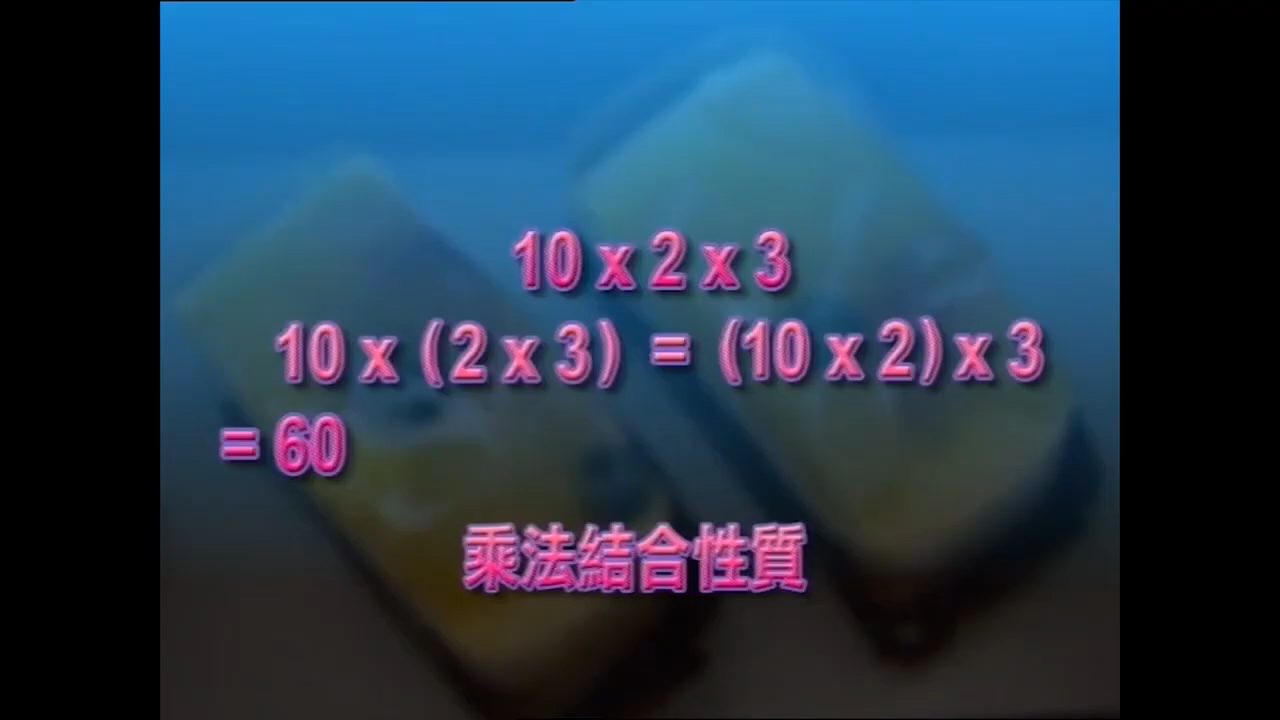 10 x 2 x 3
10 x (2 x 3) = (10 x 2) x 3
= 60
乘法結合性質